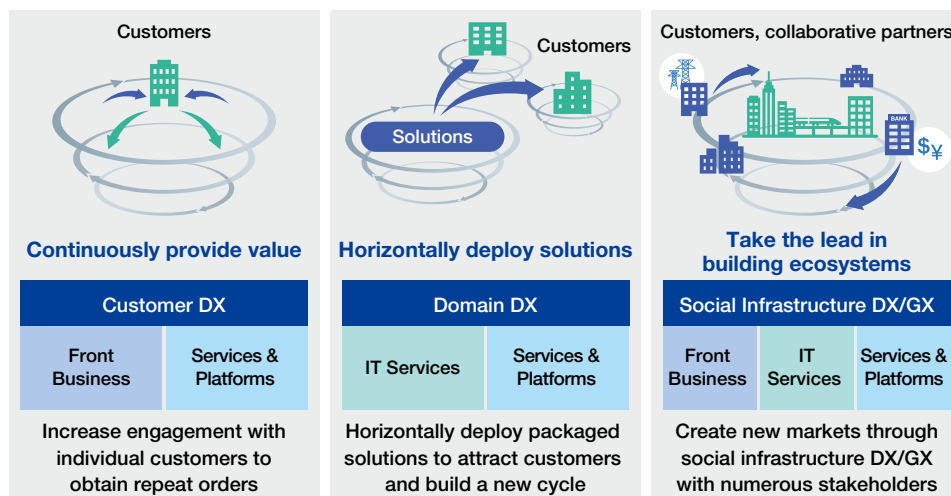 Customers
Continuously provide value
Customer DX
Front
Business
Services &
Platforms
Increase engagement with
individual customers to
obtain repeat orders
Customers
Solutions
Horizontally deploy solutions
Domain DX
IT Services
Services &
Platforms
Horizontally deploy packaged
solutions to attract customers
and build a new cycle
Customers, collaborative partners
BANK
$¥
Take the lead in
building ecosystems
Social Infrastructure DX/GX
Front
Business
IT
Services
Services &
Platforms
Create new markets through
social infrastructure DX/GX
with numerous stakeholders